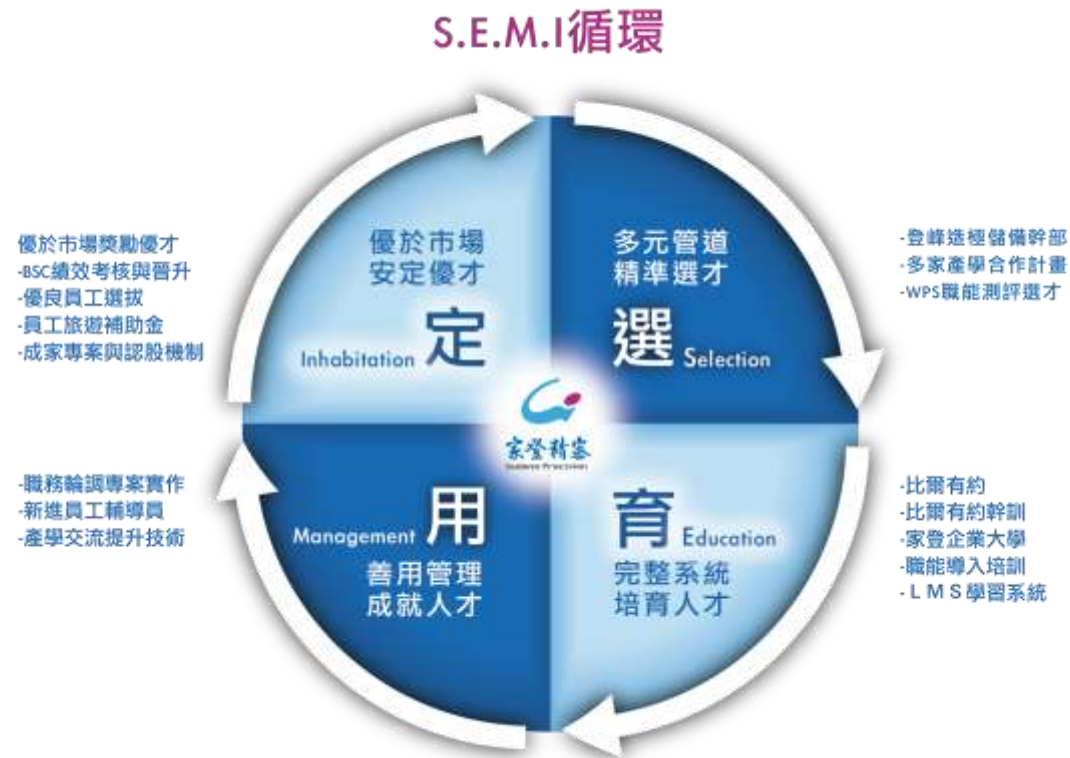 S.E.M.I循環
優於市場
安定優才
Inhabitation 定
多元管道
精準選才
選 Selection
-登峰造極儲備幹部
-多家產學合作計畫
-WPS職能測評選才
優於市場獎勵優才
-BSC績效考核與晉升
-優良員工選拔
-員工旅遊補助金
-成家專案與認股機制
家登精密
Gudeng Precision
-職務輪調專案實作
-新進員工輔導員
-產學交流提升技術
Management 用
善用管理
成就人才
育 Education
完整系統
培育人才
-比爾有約
-比爾有約幹訓
-家登企業大學
-職能導入培訓
-LMS學習系統